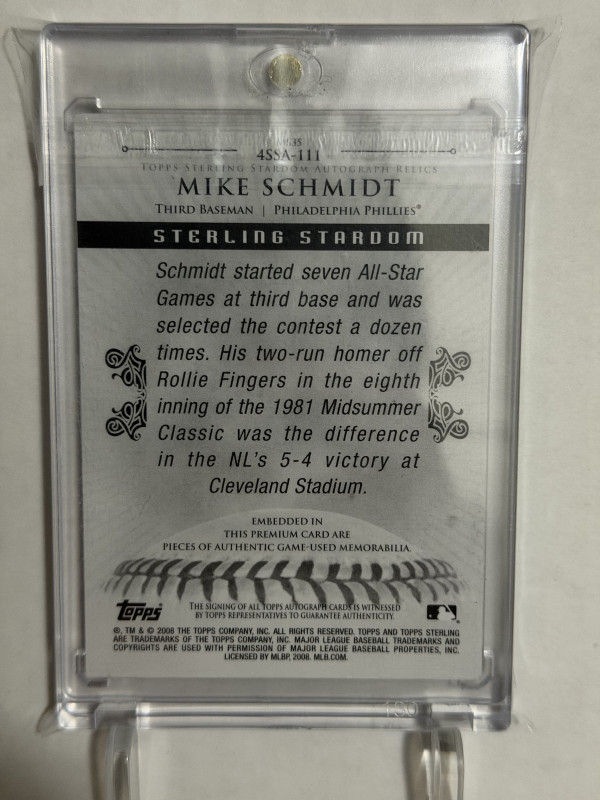 4SSA-111
TOPPS STERLING STARDOM AUTOGRAPH RELICS
MIKE SCHMIDT
THIRD BASEMAN | PHILADELPHIA PHILLIES®
STERLING STARDOM
Schmidt started seven All-Star
Games at third base and was
selected the contest a dozen
times. His two-run homer off
Rollie Fingers in the eighth
inning of the 1981 Midsummer
Classic was the difference
in the NL's 5-4 victory at
Cleveland Stadium.
EMBEDDED IN
THIS PREMIUM CARD ARE
PIECES OF AUTHENTIC GAME-USED MEMORABILIA
Topps
THE SIGNING OF ALL TOPPS AUTOGRAPH CARDS IS WITNESSED
BY TOPPS REPRESENTATIVES TO GUARANTEE AUTHENTICITY.
®, TM & © 2008 THE TOPPS COMPANY, INC. ALL RIGHTS RESERVED. TOPPS AND TOPPS STERLING
ARE TRADEMARKS OF THE TOPPS COMPANY, INC. MAJOR LEAGUE BASEBALL TRADEMARKS AND
COPYRIGHTS ARE USED WITH PERMISSION OF MAJOR LEAGUE BASEBALL PROPERTIES, INC.
LICENSED BY MLBP, 2008. MLB.COM.